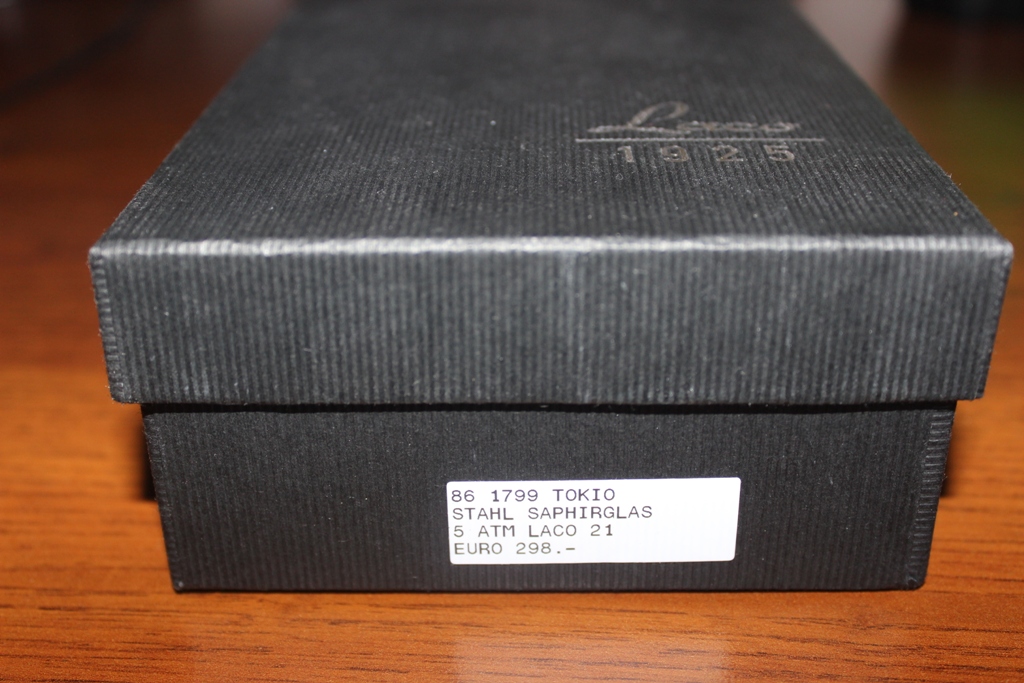 Laco
1925
86 1799 TOKIO
STAHL SAPHIRGLAS
5 ATM LACO 21
EURO 298.-